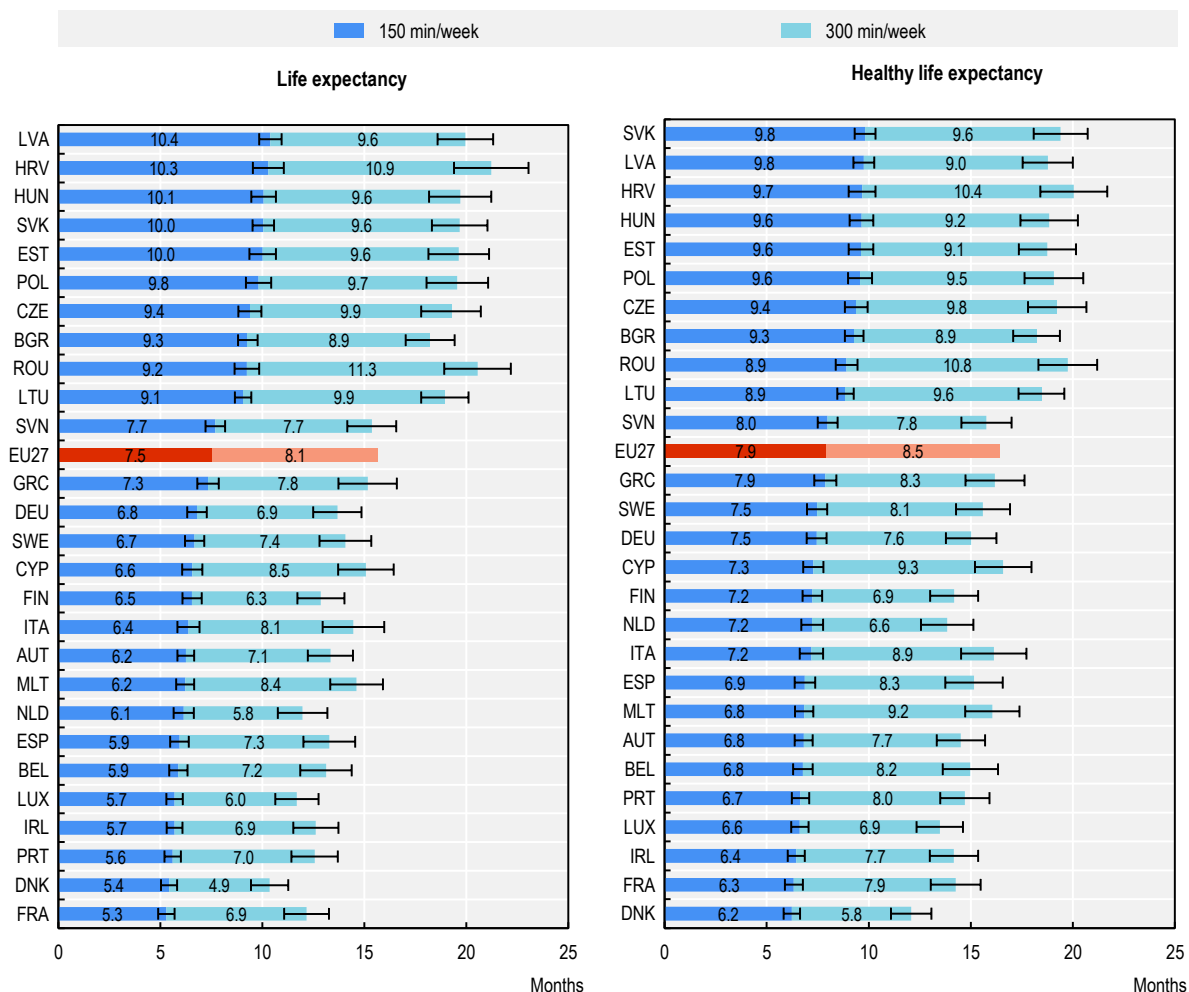 150 min/week 300 min/week
Life expectancy
LVA 10.4 9.6
HRV 10.3 10.9
HUN 10.1 9.6
SVK 10.0 9.6
EST 10.0 9.6
POL 9.8 9.7
CZE 9.4 9.9
BGR 9.3 8.9
ROU 9.2 11.3
LTU 9.1 9.9
SVN 7.7 7.7
EU27 7.5 8.1
GRC 7.3 7.8
DEU 6.8 6.9
SWE 6.7 7.4
CYP 6.6 8.5
FIN 6.5 6.3
ITA 6.4 8.1
AUT 6.2 7.1
MLT 6.2 8.4
NLD 6.1 5.8
ESP 5.9 7.3
BEL 5.9 7.2
LUX 5.7 6.0
IRL 5.7 6.9
PRT 5.6 7.0
DNK 5.4 4.9
FRA 5.3 6.9
0 5 10 15 20 25
Months
Healthy life expectancy
SVK 9.8 9.6
LVA 9.8 9.0
HRV 9.7 10.4
HUN 9.6 9.2
EST 9.6 9.1
POL 9.6 9.5
CZE 9.4 9.8
BGR 9.3 8.9
ROU 8.9 10.8
LTU 8.9 9.6
SVN 8.0 7.8
EU27 7.9 8.5
GRC 7.9 8.3
SWE 7.5 8.1
DEU 7.5 7.6
CYP 7.3 9.3
FIN 7.2 6.9
NLD 7.2 6.6
ITA 7.2 8.9
ESP 6.9 8.3
MLT 6.8 9.2
AUT 6.8 7.7
BEL 6.8 8.2
PRT 6.7 8.0
LUX 6.6 6.9
IRL 6.4 7.7
FRA 6.3 7.9
DNK 6.2 5.8
0 5 10 15 20 25
Months